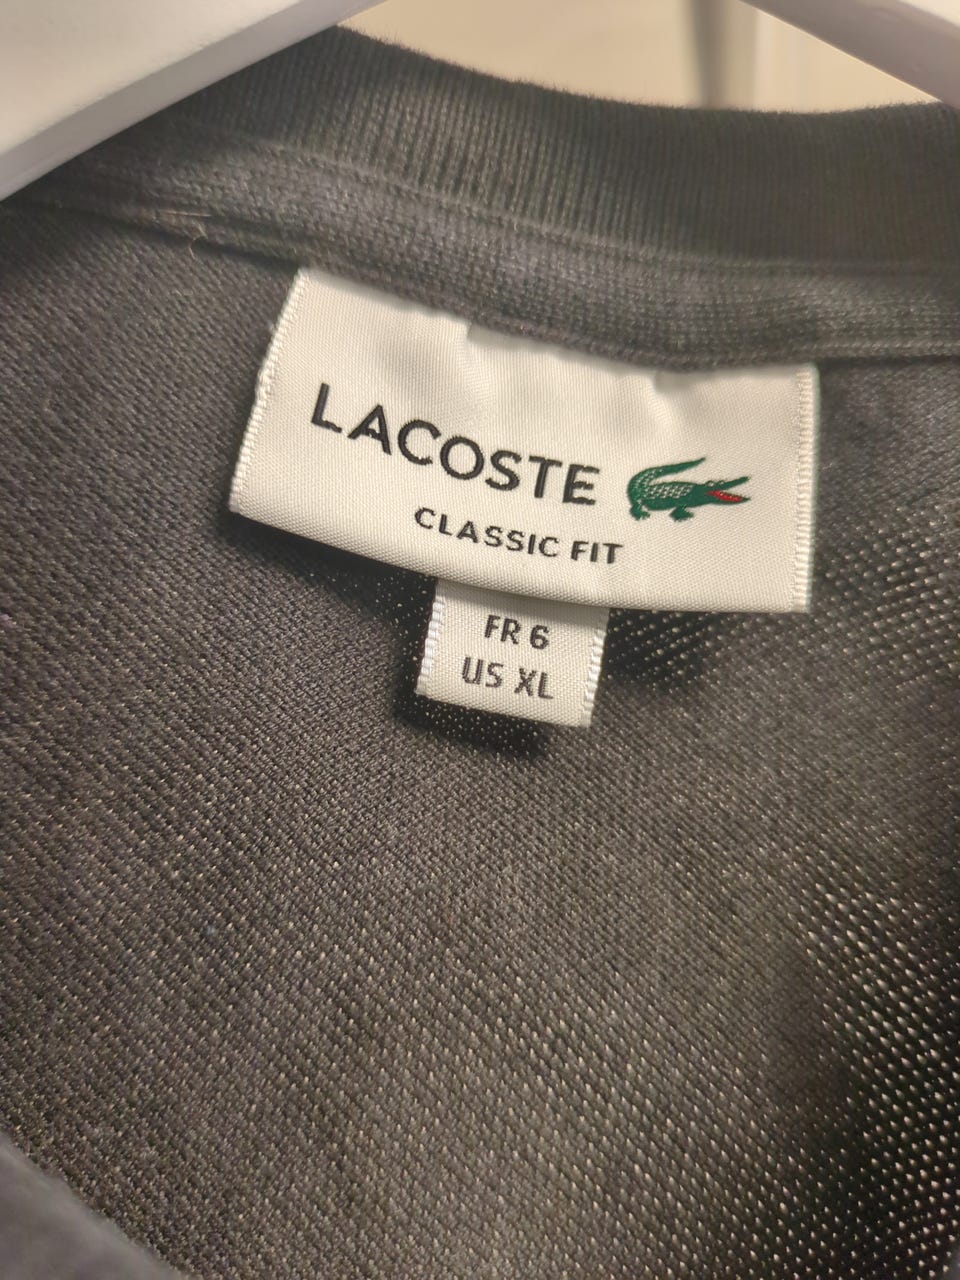 LACOSTE
CLASSIC FIT
FR 6
US XL